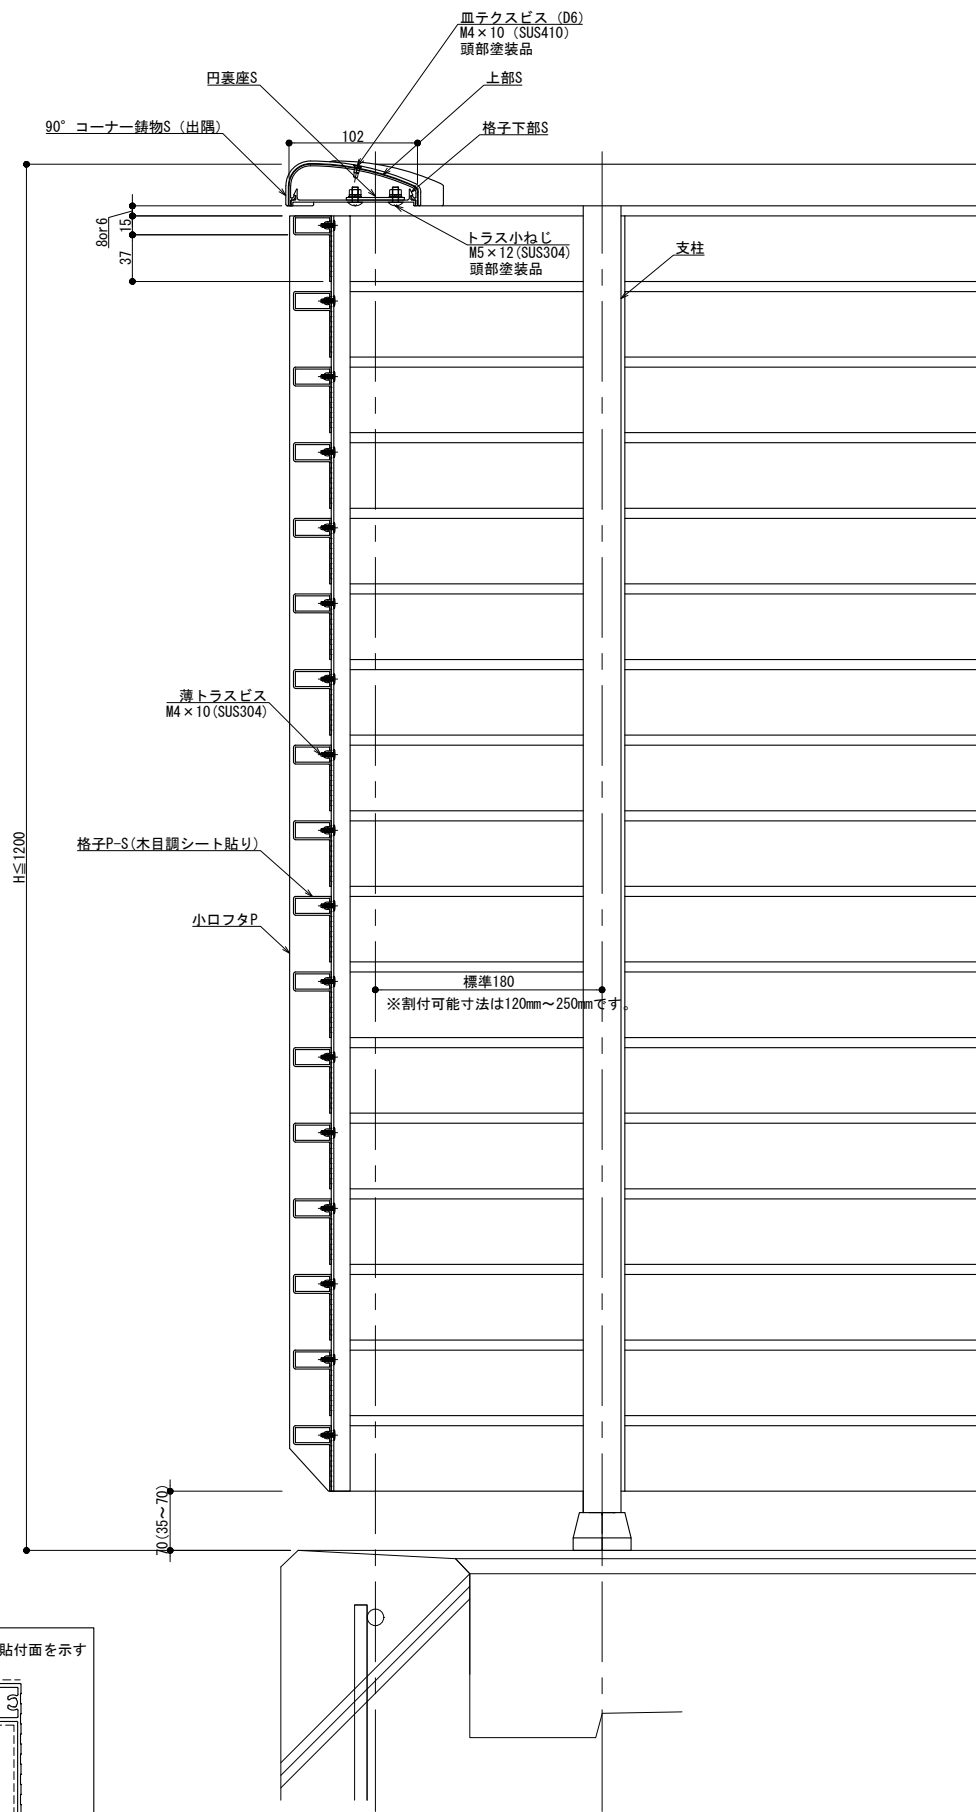 皿テクスビス (D6)
M4×10 (SUS410)
頭部塗装品
円裏座S
上部S
90°コーナー鋳物S (出隅)
格子下部S
102
8or6
15
37
トラス小ねじ
M5×12(SUS304)
頭部塗装品
支柱
薄トラスビス
M4×10(SUS304)
H≦1200
格子P-S(木目調シート貼り)
小口フタP
標準180
※割付可能寸法は120mm～250mmです。
70(35～70)
貼付面を示す